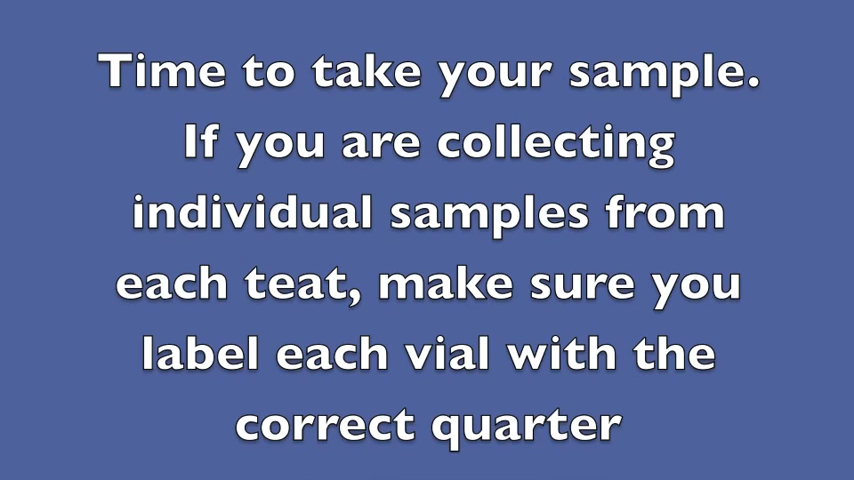 Time to take your sample.
If you are collecting
individual samples from
each teat, make sure you
label each vial with the
correct quarter